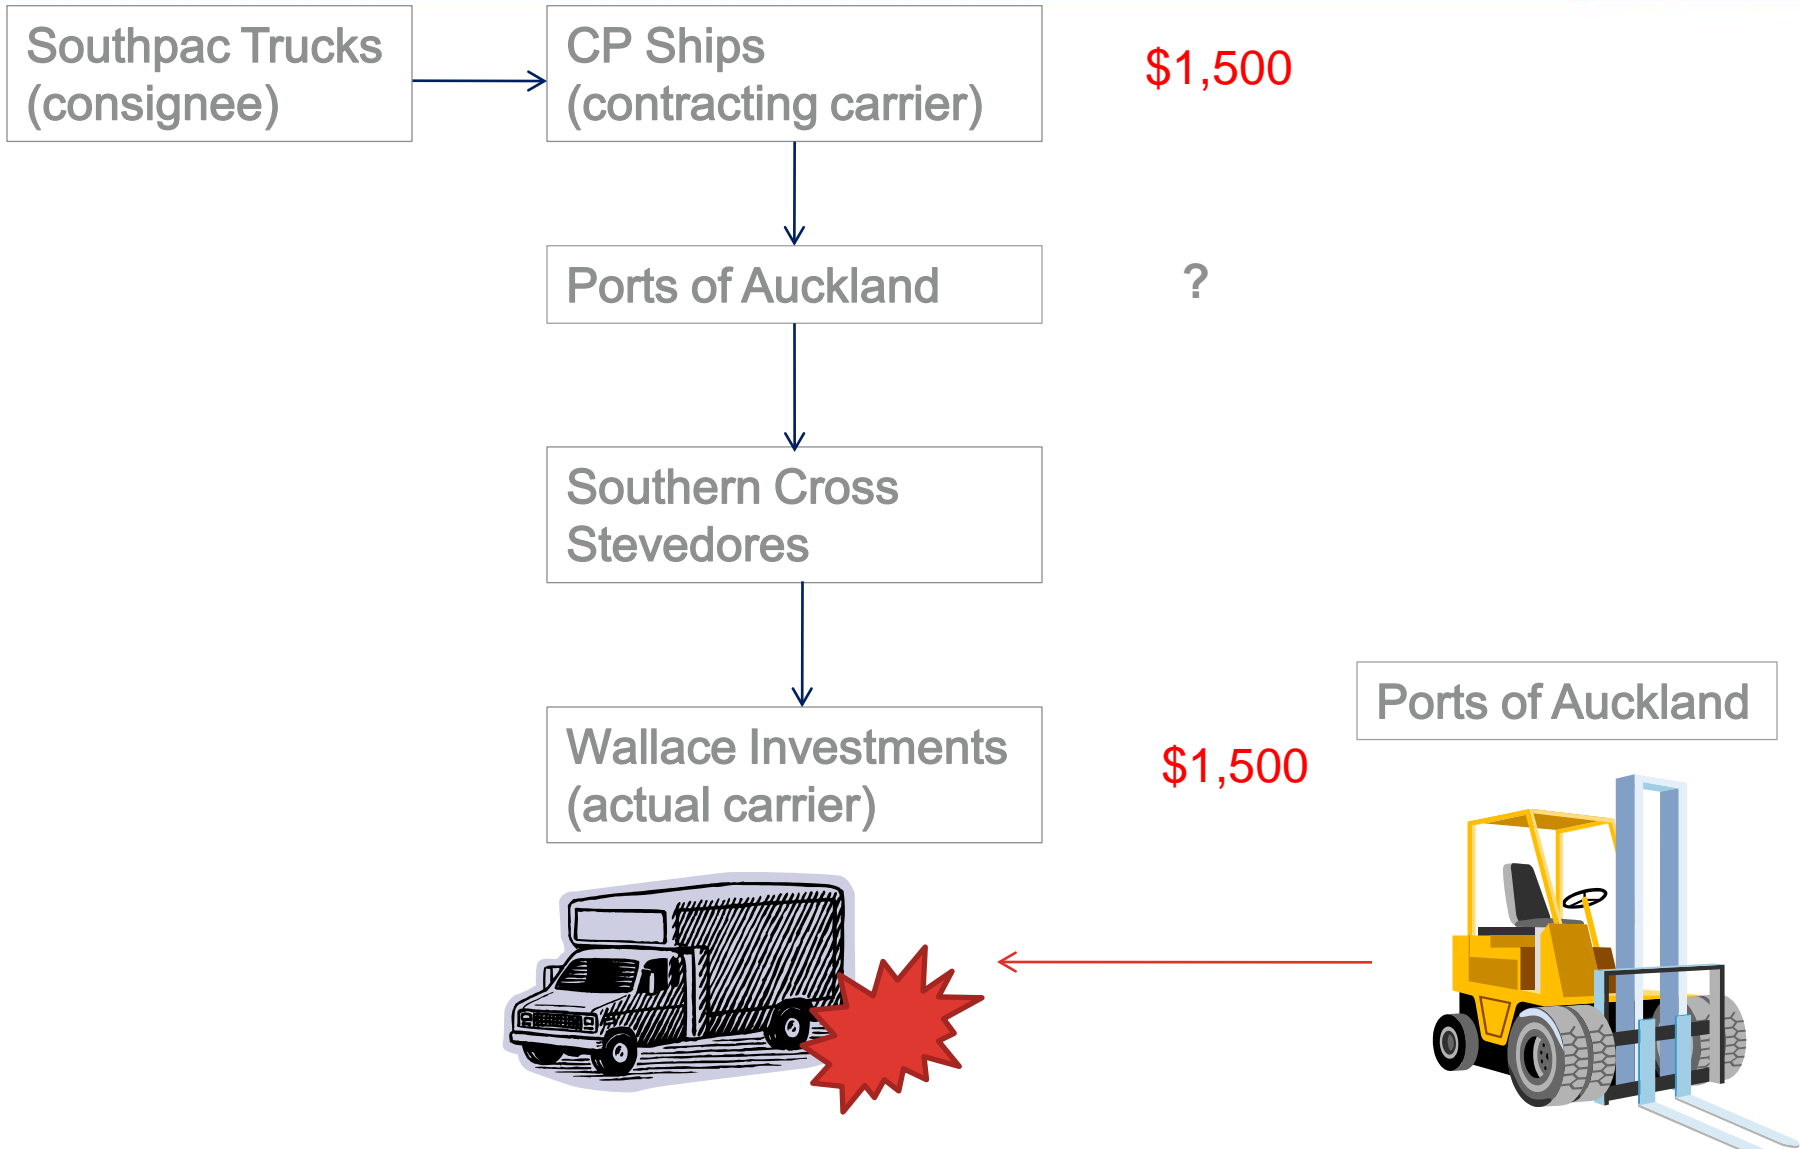 Southpac Trucks
(consignee)
CP Ships
(contracting carrier)
$1,500
Ports of Auckland
?
Southern Cross
Stevedores
Wallace Investments
(actual carrier)
$1,500
Ports of Auckland